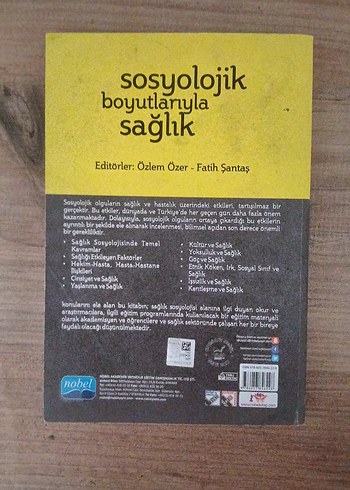 sosyolojik
boyutlarıyla
sağlık
Editörler: Özlem Özer - Fatih Şantaş
Sosyolojik olguların sağlık ve hastalık üzerindeki etkileri, tartışılmaz bir
gerçektir. Bu etkiler, dünyada ve Türkiye'de her geçen gün daha fazla önem
kazanmaktadır. Dolayısıyla, sosyolojik olguların ortaya çıkardığı bu etkilerin
ayrıntılı bir şekilde ele alınarak incelenmesi, bilimsel açıdan son derece önemli
bir gerekliliktir.
• Sağlık Sosyolojisinde Temel
Kavramlar
• Sağlığı Etkileyen Faktörler
• Hekim-Hasta, Hasta-Hastane
İlişkileri
• Cinsiyet ve Sağlık
• Yaşlanma ve Sağlık
• Kültür ve Sağlık
• Yoksulluk ve Sağlık
• Göç ve Sağlık
• Etnik Köken, Irk, Sosyal Sınıf ve
Sağlık
• İşsizlik ve Sağlık
• Kentleşme ve Sağlık
konularını ele alan bu kitabın; sağlık sosyolojisi alanına ilgi duyan okur ve
araştırmacılara, ilgili eğitim programlarında kullanılacak bir eğitim materyali
olarak akademisyen ve öğrencilere ve sağlık sektöründe çalışan her bir bireye
faydalı olacağı düşünülmektedir.
nobel